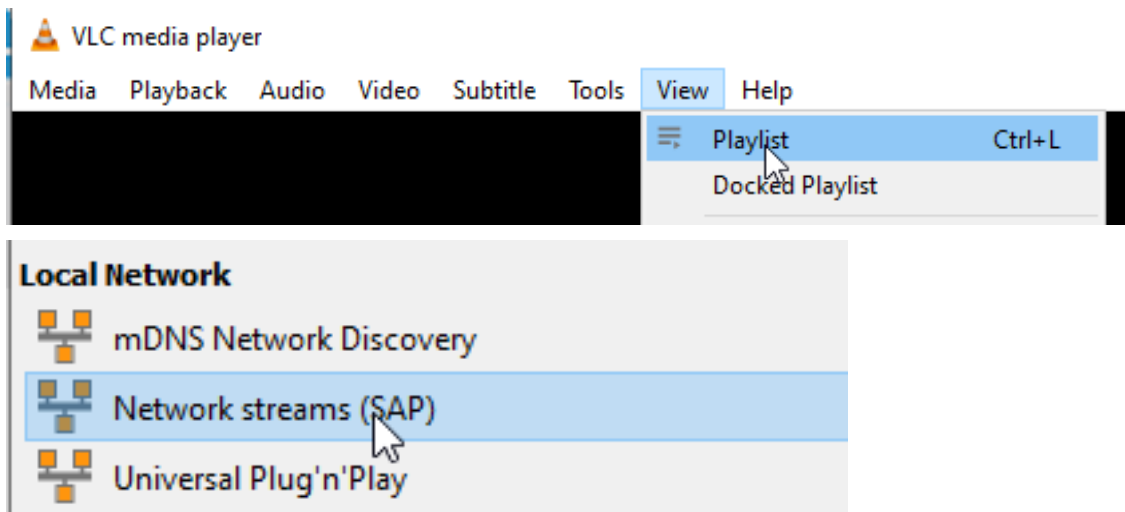 VLC media player
Media Playback Audio Video Subtitle Tools View Help
Playlist Ctrl+L
Docked Playlist
Local Network
mDNS Network Discovery
Network streams (SAP)
Universal Plug'n'Play